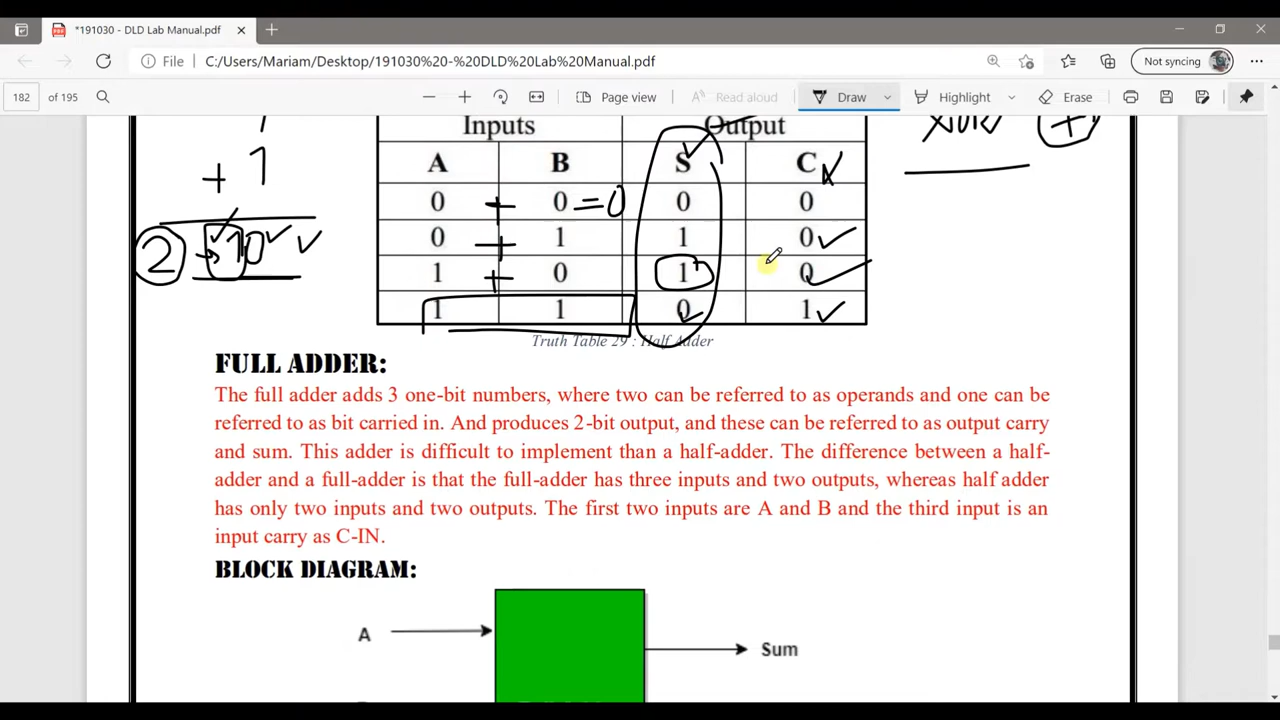 *191030 - DLD Lab Manual.pdf
File C:/Users/Mariam/Desktop/191030%20-%20DLD%20Lab%20Manual.pdf
Not syncing
182 of 195
Page view
Read aloud
Draw
Highlight
Erase
Inputs Output
XOR +
A B S C
1
+ 1
2 → 10
0 + 0 = 0 0 0
0 + 1 1 0
1 + 0 1 0
1 1 0 1
Truth Table 29 : Half Adder
FULL ADDER:
The full adder adds 3 one-bit numbers, where two can be referred to as operands and one can be
referred to as bit carried in. And produces 2-bit output, and these can be referred to as output carry
and sum. This adder is difficult to implement than a half-adder. The difference between a half-
adder and a full-adder is that the full-adder has three inputs and two outputs, whereas half adder
has only two inputs and two outputs. The first two inputs are A and B and the third input is an
input carry as C-IN.
BLOCK DIAGRAM:
A
Sum